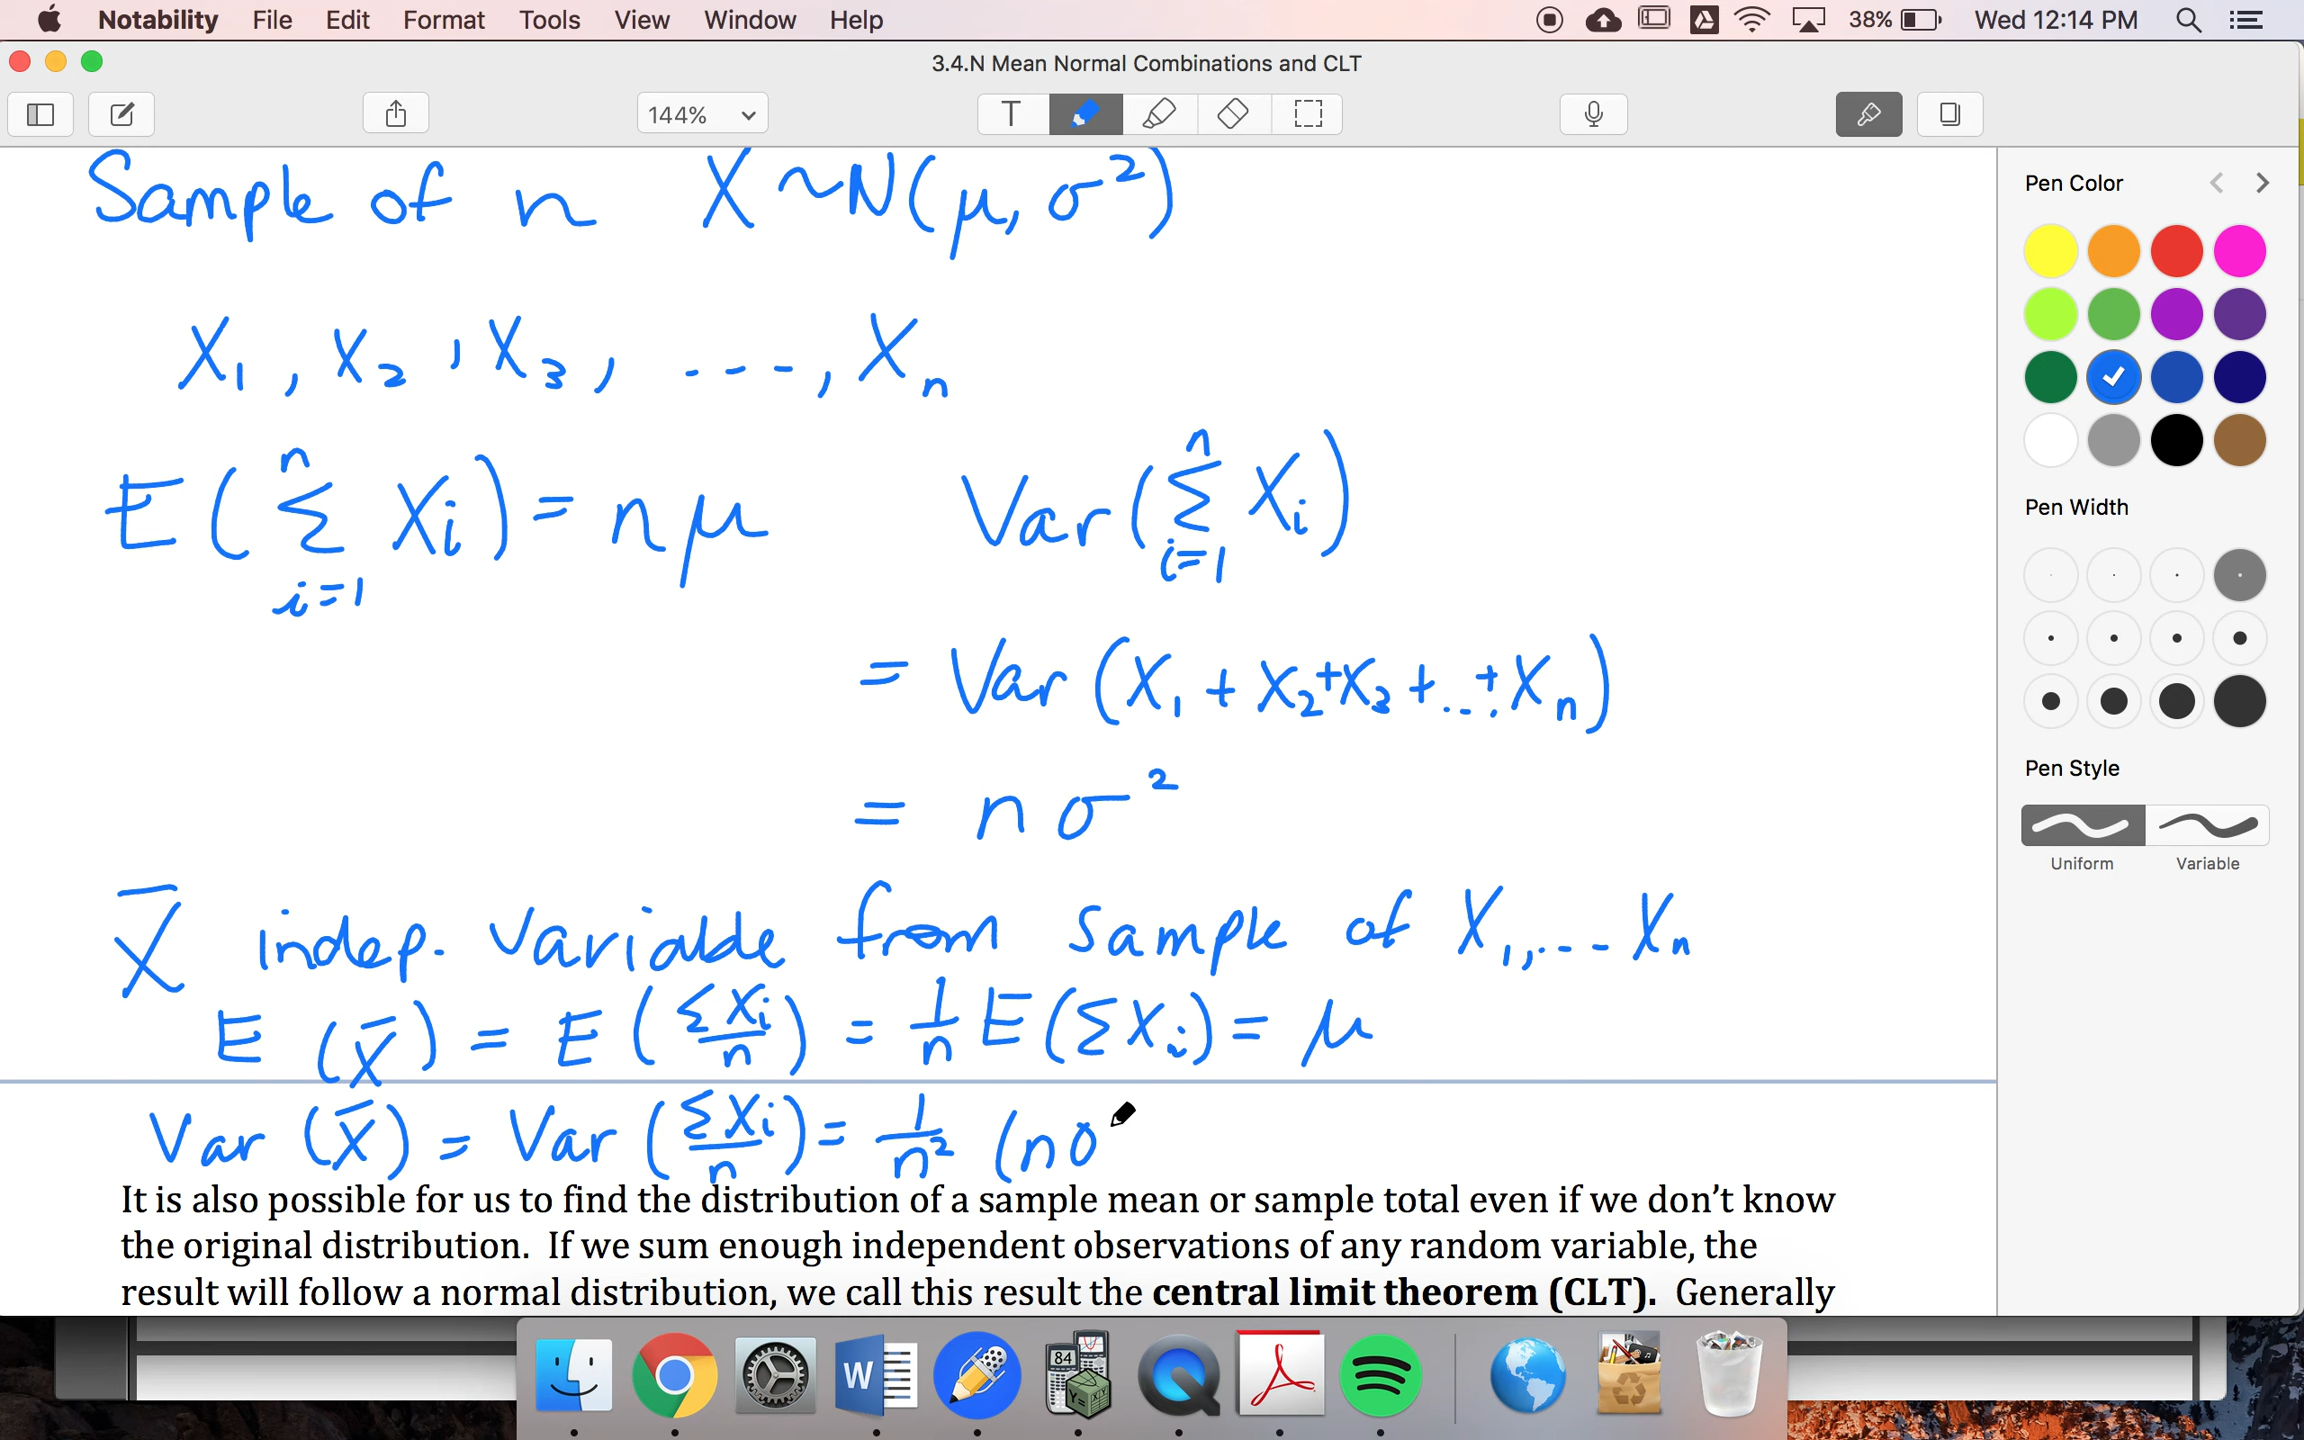 Notability File Edit Format Tools View Window Help 38% Wed 12:14 PM
3.4.N Mean Normal Combinations and CLT
144% T
Sample of n X ~ N(μ, σ²)
X₁, X₂, X₃, ----, Xₙ
E(∑ᵢ₌₁ⁿ Xi) = nμ Var(∑ᵢ₌₁ⁿ Xᵢ)
= Var(X₁ + X₂ + X₃ + ... + Xₙ)
= nσ²
X̄ indep. variable from sample of X₁,... Xₙ
E (X̄) = E(∑Xi/n) = 1/n E(∑Xᵢ) = μ
Var (X̄) = Var(∑Xi/n) = 1/n² (nσ
It is also possible for us to find the distribution of a sample mean or sample total even if we don’t know
the original distribution. If we sum enough independent observations of any random variable, the
result will follow a normal distribution, we call this result the central limit theorem (CLT). Generally
Pen Color
Pen Width
Pen Style
Uniform Variable
W 84 Y= X,Y